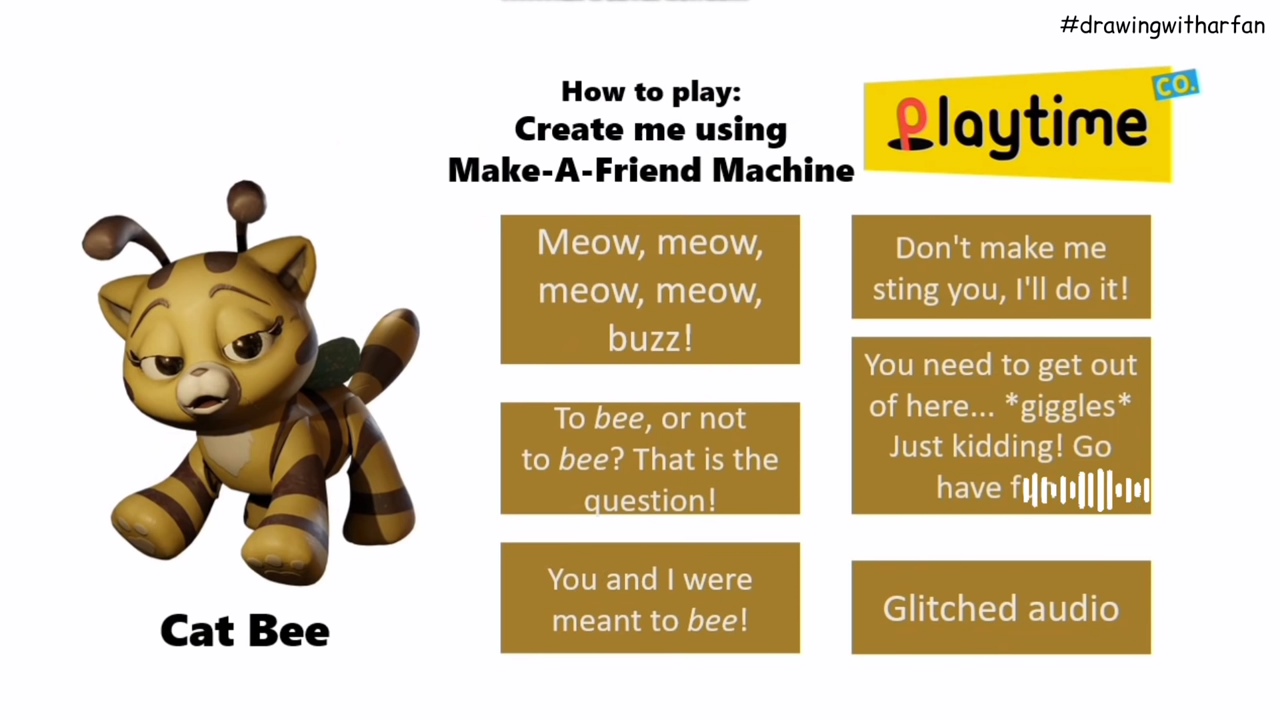 #drawingwitharfan
How to play:
Create me using
Make-A-Friend Machine
Playtime
CO.
Meow, meow,
meow, meow,
buzz!
To bee, or not
to bee? That is the
question!
You and I were
meant to bee!
Don't make me
sting you, I'll do it!
You need to get out
of here... *giggles*
Just kidding! Go
have
Glitched audio
Cat Bee